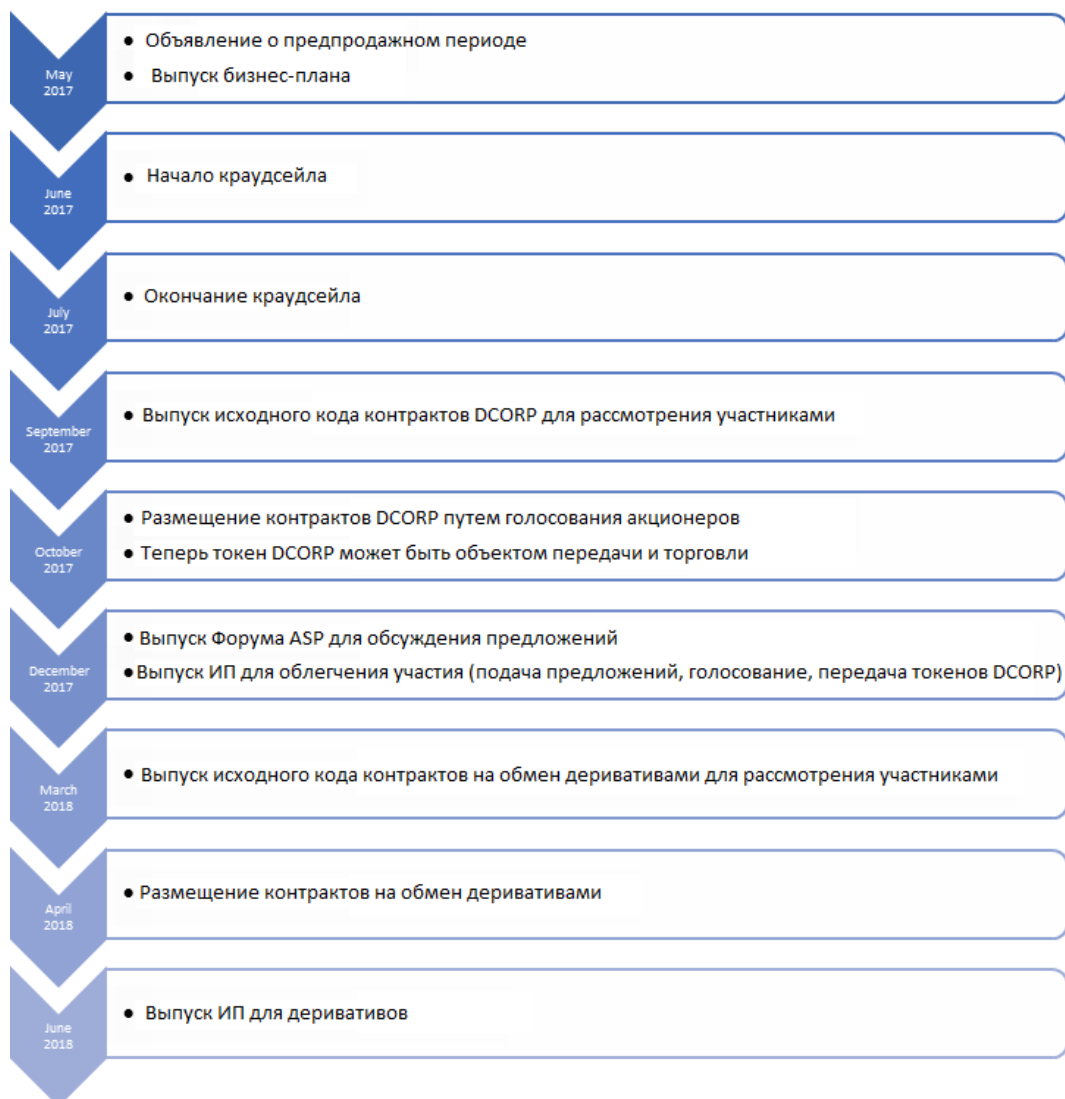 May
2017
● Объявление о предпродажном периоде
● Выпуск бизнес-плана
June
2017
● Начало краудсейла
July
2017
● Окончание краудсейла
September
2017
● Выпуск исходного кода контрактов DCORP для рассмотрения участниками
October
2017
● Размещение контрактов DCORP путем голосования акционеров
● Теперь токен DCORP может быть объектом передачи и торговли
December
2017
● Выпуск Форума ASP для обсуждения предложений
● Выпуск ИП для облегчения участия (подача предложений, голосование, передача токенов DCORP)
March
2018
● Выпуск исходного кода контрактов на обмен деривативами для рассмотрения участниками
April
2018
● Размещение контрактов на обмен деривативами
June
2018
● Выпуск ИП для деривативов